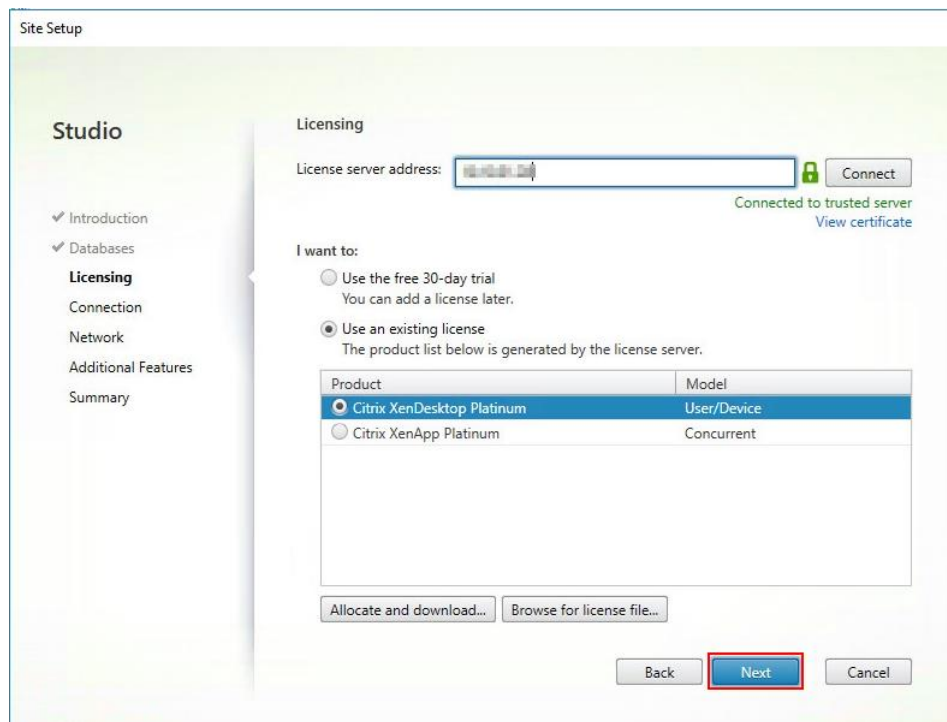 Site Setup
Studio
Introduction
Databases
Licensing
Connection
Network
Additional Features
Summary
Licensing
License server address:
Connect
Connected to trusted server
View certificate
I want to:
Use the free 30-day trial
You can add a license later.
Use an existing license
The product list below is generated by the license server.
Product Model
Citrix XenDesktop Platinum User/Device
Citrix XenApp Platinum Concurrent
Allocate and download... Browse for license file...
Back Next Cancel